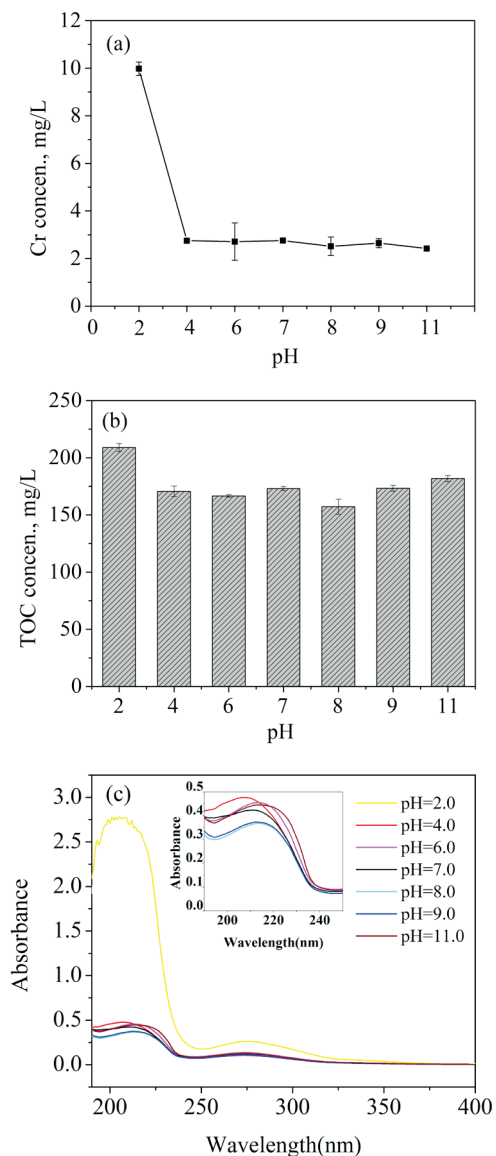 (a)
12
10
8
6
4
2
0
Cr concen., mg/L
0 2 4 6 7 8 9 11
pH
(b)
250
200
150
100
50
0
TOC concen., mg/L
2 4 6 7 8 9 11
pH
(c)
3.0
2.5
2.0
1.5
1.0
0.5
0.0
Absorbance
0.5
0.4
0.3
0.2
0.1
0.0
Absorbance
200 220 240
Wavelength(nm)
pH=2.0
pH=4.0
pH=6.0
pH=7.0
pH=8.0
pH=9.0
pH=11.0
200 250 300 350 400
Wavelength(nm)